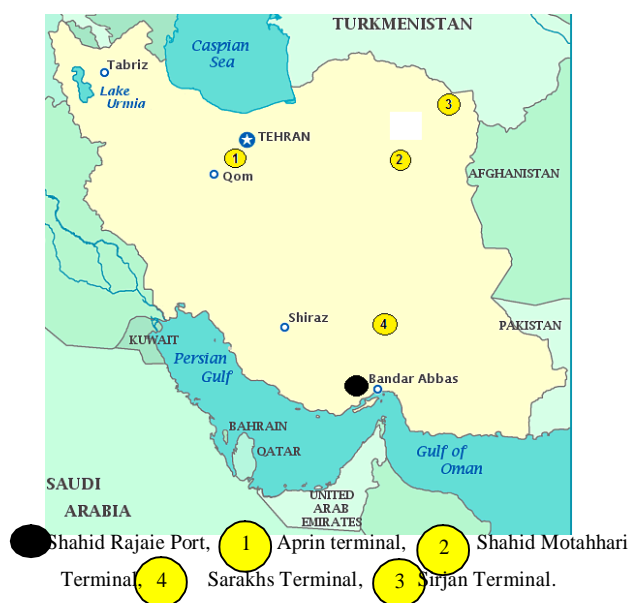 TURKMENISTAN
Caspian
Sea
Tabriz
Lake
Urmia
3
TEHRAN
1
2
Qom
AFGHANISTAN
Shiraz
4
PAKISTAN
KUWAIT
Persian
Gulf
Bandar Abbas
BAHRAIN
QATAR
Gulf of
Oman
SAUDI
ARABIA
UNITED
ARAB
EMIRATES
Shahid Rajaie Port, 1 Aprin terminal, 2 Shahid Motahhari
Terminal, 4 Sarakhs Terminal, 3 Sirjan Terminal.